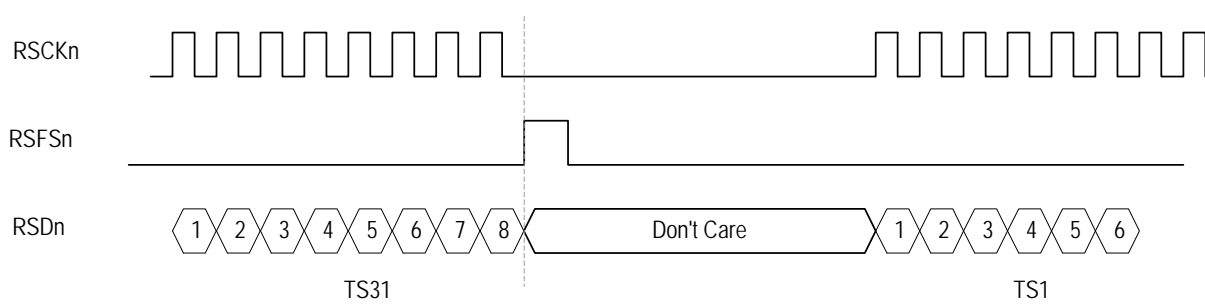 RSCKn
RSFSn
RSDn 1 2 3 4 5 6 7 8 Don't Care 1 2 3 4 5 6
TS31 TS1